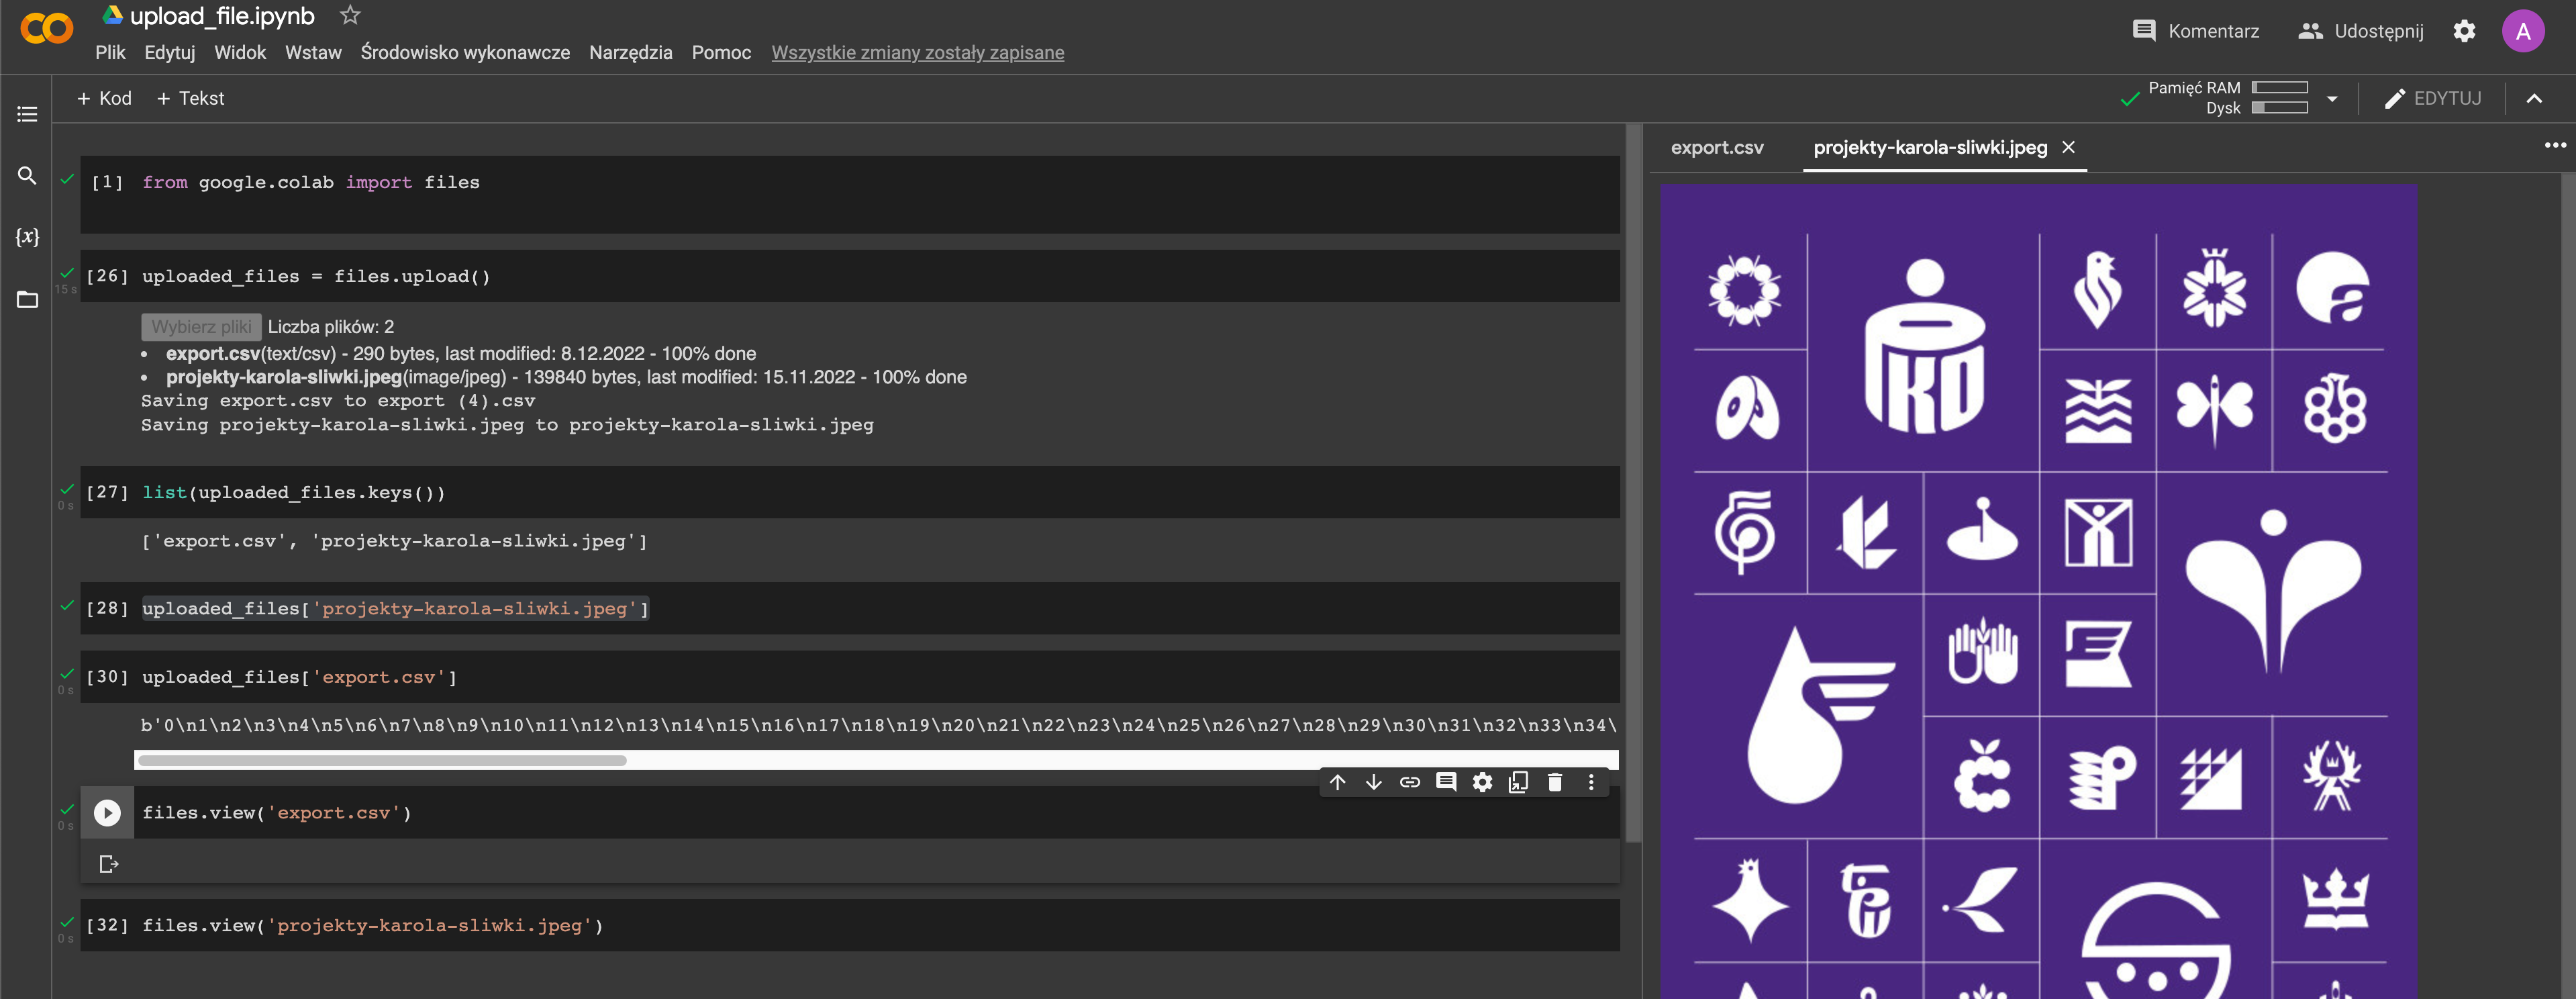 upload_file.ipynb
Komentarz
Udostępnij
A
Plik Edytuj Widok Wstaw Środowisko wykonawcze Narzędzia Pomoc Wszystkie zmiany zostały zapisane
+ Kod + Tekst
Pamięć RAM
Dysk
EDYTUJ
{x}
[1] from google.colab import files
[26] uploaded_files = files.upload()
15 s
Wybierz pliki Liczba plików: 2
• export.csv(text/csv) - 290 bytes, last modified: 8.12.2022 - 100% done
• projekty-karola-sliwki.jpeg(image/jpeg) - 139840 bytes, last modified: 15.11.2022 - 100% done
Saving export.csv to export (4).csv
Saving projekty-karola-sliwki.jpeg to projekty-karola-sliwki.jpeg
[27] list(uploaded_files.keys())
0 s
['export.csv', 'projekty-karola-sliwki.jpeg']
[28] uploaded_files['projekty-karola-sliwki.jpeg']
[30] uploaded_files['export.csv']
0 s
b'0\n1\n2\n3\n4\n5\n6\n7\n8\n9\n10\n11\n12\n13\n14\n15\n16\n17\n18\n19\n20\n21\n22\n23\n24\n25\n26\n27\n28\n29\n30\n31\n32\n33\n34\
files.view('export.csv')
0 s
[32] files.view('projekty-karola-sliwki.jpeg')
0 s
export.csv
projekty-karola-sliwki.jpeg
PKO